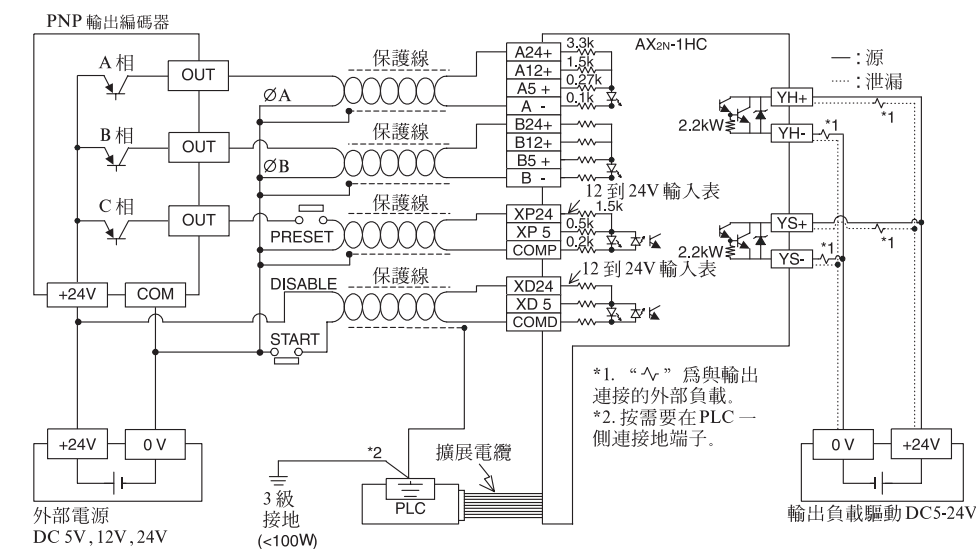 PNP 輸出編碼器
A 相
OUT
B 相
OUT
C 相
OUT
+24V
COM
保護線
ØA
保護線
ØB
保護線
PRESET
保護線
DISABLE
START
AX2N-1HC
A24+
3.3k
A12+
1.5k
A5 +
0.27k
A -
0.1k
B24+
B12+
B5 +
B -
12 到 24V 輸入表
XP24
1.5k
XP 5
0.5k
COMP
0.2k
12 到 24V 輸入表
XD24
XD 5
COMD
— : 源
····· : 泄漏
2.2kW
YH+
*1
YH-
*1
2.2kW
YS+
*1
YS-
*1
*1. “ ” 爲與輸出
連接的外部負載。
*2. 按需要在 PLC 一
側連接地端子。
+24V
0 V
外部電源
DC 5V , 12V , 24V
*2
3 級
接地
(<100W)
PLC
擴展電纜
0 V
+24V
輸出負載驅動 DC5-24V